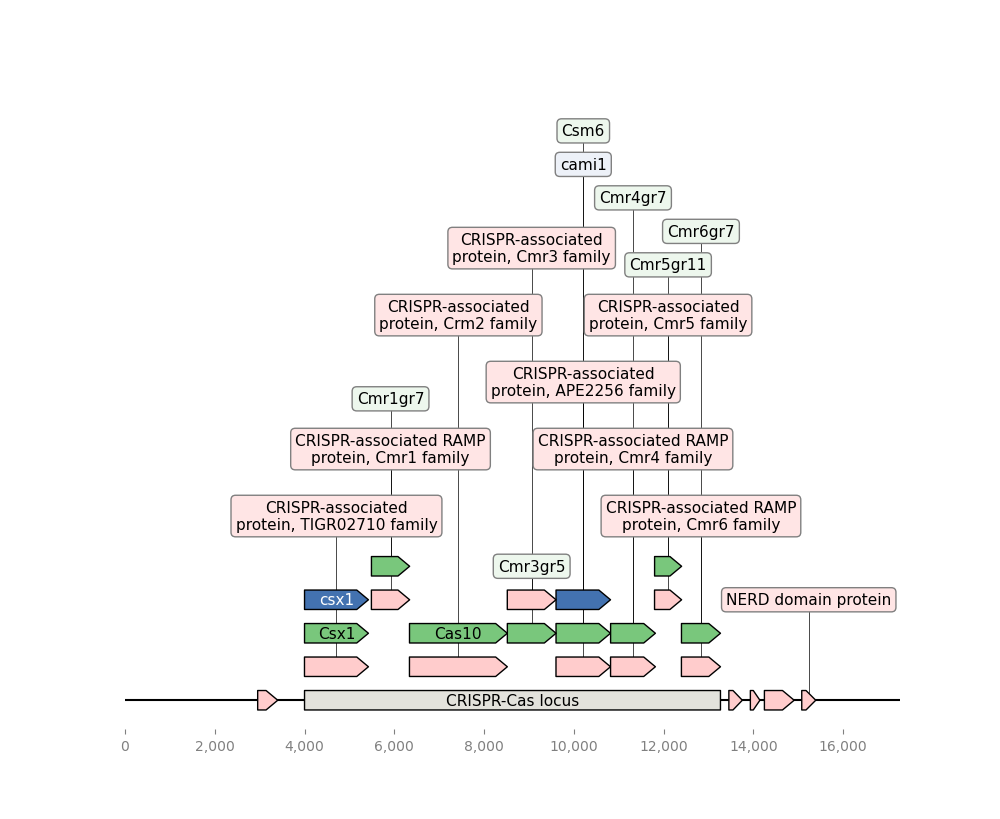 Csm6
cami1
Cmr4gr7
Cmr6gr7
CRISPR-associated
protein, Cmr3 family
Cmr5gr11
CRISPR-associated
protein, Crm2 family
CRISPR-associated
protein, Cmr5 family
CRISPR-associated
protein, APE2256 family
Cmr1gr7
CRISPR-associated RAMP
protein, Cmr1 family
CRISPR-associated RAMP
protein, Cmr4 family
CRISPR-associated
protein, TIGR02710 family
CRISPR-associated RAMP
protein, Cmr6 family
Cmr3gr5
csx1
NERD domain protein
Csx1
Cas10
CRISPR-Cas locus
0 2,000 4,000 6,000 8,000 10,000 12,000 14,000 16,000